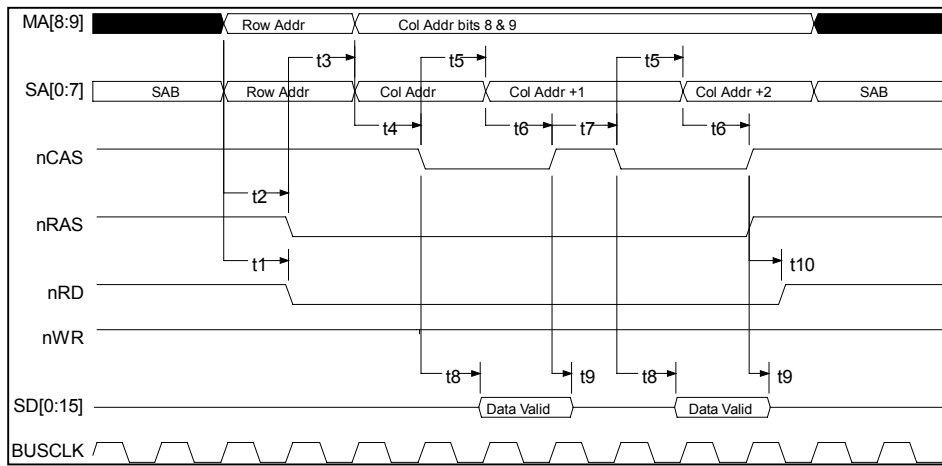 MA[8:9] Row Addr Col Addr bits 8 & 9
t3 t5 t5
SA[0:7] SAB Row Addr Col Addr Col Addr +1 Col Addr +2 SAB
t4 t6 t7 t6
nCAS
t2
nRAS
t1 t10
nRD
nWR
t8 t9 t8 t9
SD[0:15] Data Valid Data Valid
BUSCLK